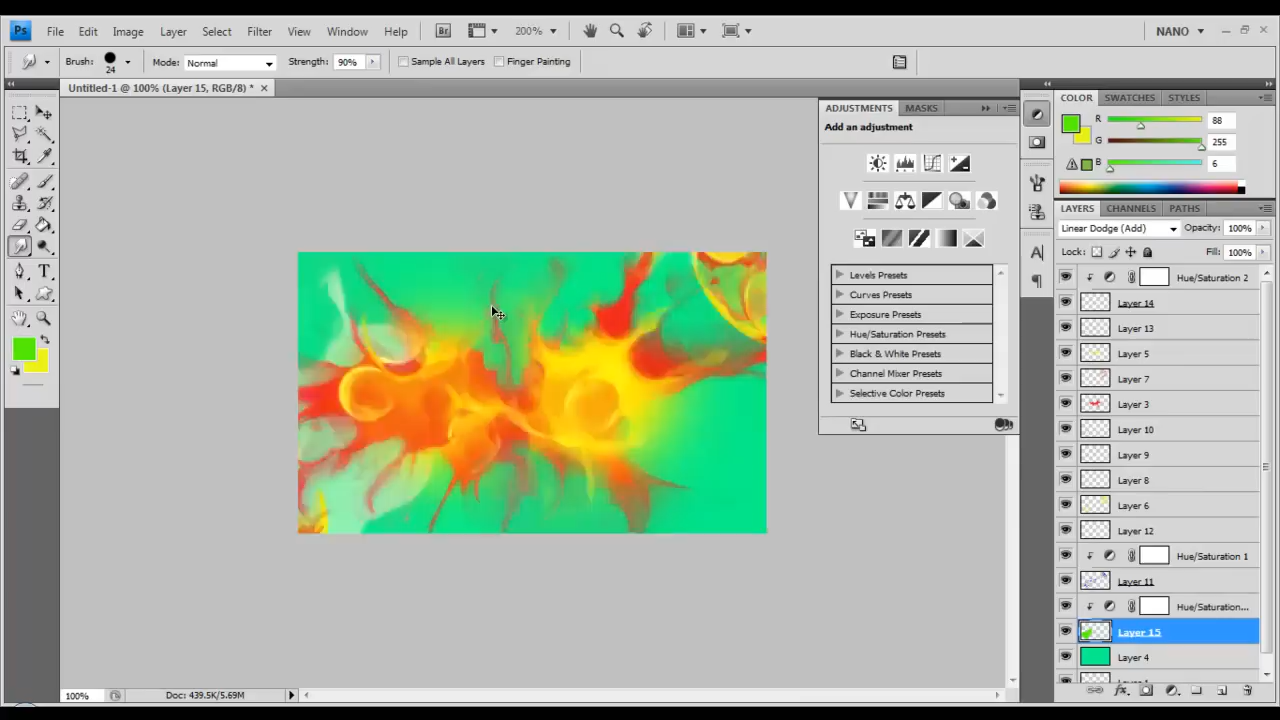 Ps File Edit Image Layer Select Filter View Window Help Br 200% NANO
Brush: 24 Mode: Normal Strength: 90% Sample All Layers Finger Painting
Untitled-1 @ 100% (Layer 15, RGB/8) *
ADJUSTMENTS MASKS
Add an adjustment
Levels Presets
Curves Presets
Exposure Presets
Hue/Saturation Presets
Black & White Presets
Channel Mixer Presets
Selective Color Presets
COLOR SWATCHES STYLES
R 88
G 255
B 6
LAYERS CHANNELS PATHS
Linear Dodge (Add) Opacity: 100%
Lock: Fill: 100%
Hue/Saturation 2
Layer 14
Layer 13
Layer 5
Layer 7
Layer 3
Layer 10
Layer 9
Layer 8
Layer 6
Layer 12
Hue/Saturation 1
Layer 11
Hue/Saturation...
Layer 15
Layer 4
100% Doc: 439.5K/5.69M